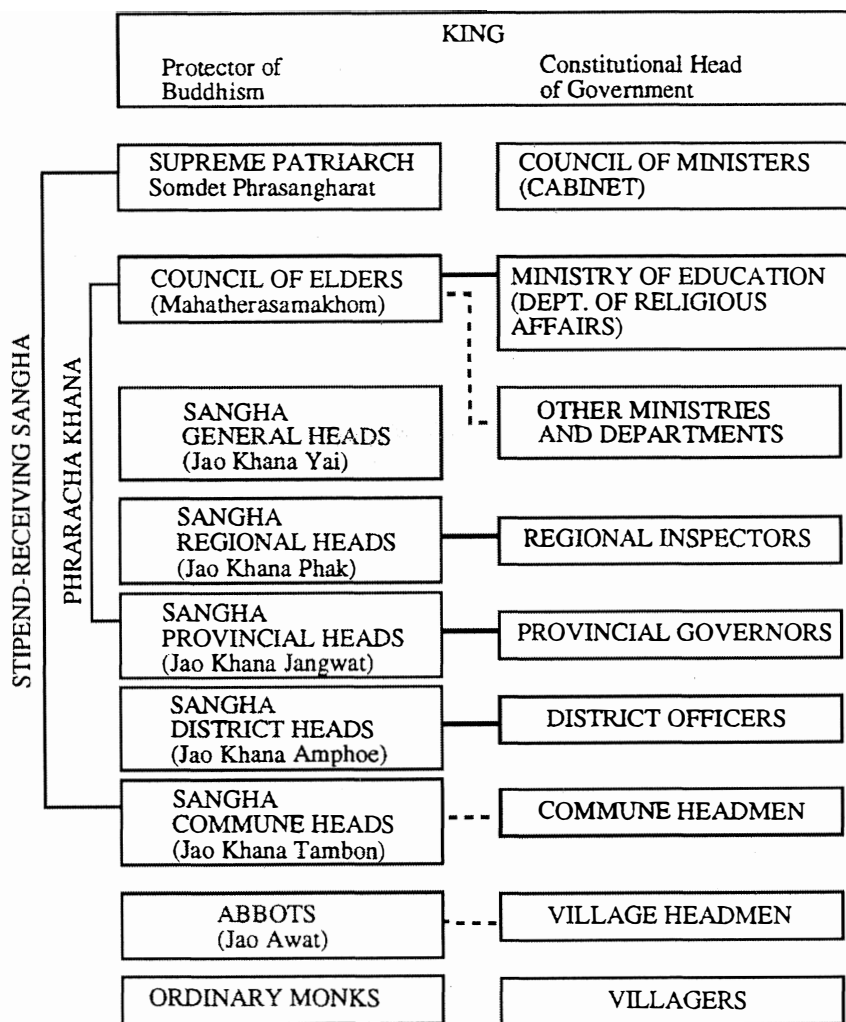 KING
Protector of
Buddhism
Constitutional Head
of Government
SUPREME PATRIARCH
Somdet Phrasangharat
COUNCIL OF MINISTERS
(CABINET)
COUNCIL OF ELDERS
(Mahatherasamakhom)
MINISTRY OF EDUCATION
(DEPT. OF RELIGIOUS
AFFAIRS)
STIPEND-RECEIVING SANGHA
PHRARACHA KHANA
SANGHA
GENERAL HEADS
(Jao Khana Yai)
OTHER MINISTRIES
AND DEPARTMENTS
SANGHA
REGIONAL HEADS
(Jao Khana Phak)
REGIONAL INSPECTORS
SANGHA
PROVINCIAL HEADS
(Jao Khana Jangwat)
PROVINCIAL GOVERNORS
SANGHA
DISTRICT HEADS
(Jao Khana Amphoe)
DISTRICT OFFICERS
SANGHA
COMMUNE HEADS
(Jao Khana Tambon)
COMMUNE HEADMEN
ABBOTS
(Jao Awat)
VILLAGE HEADMEN
ORDINARY MONKS
VILLAGERS